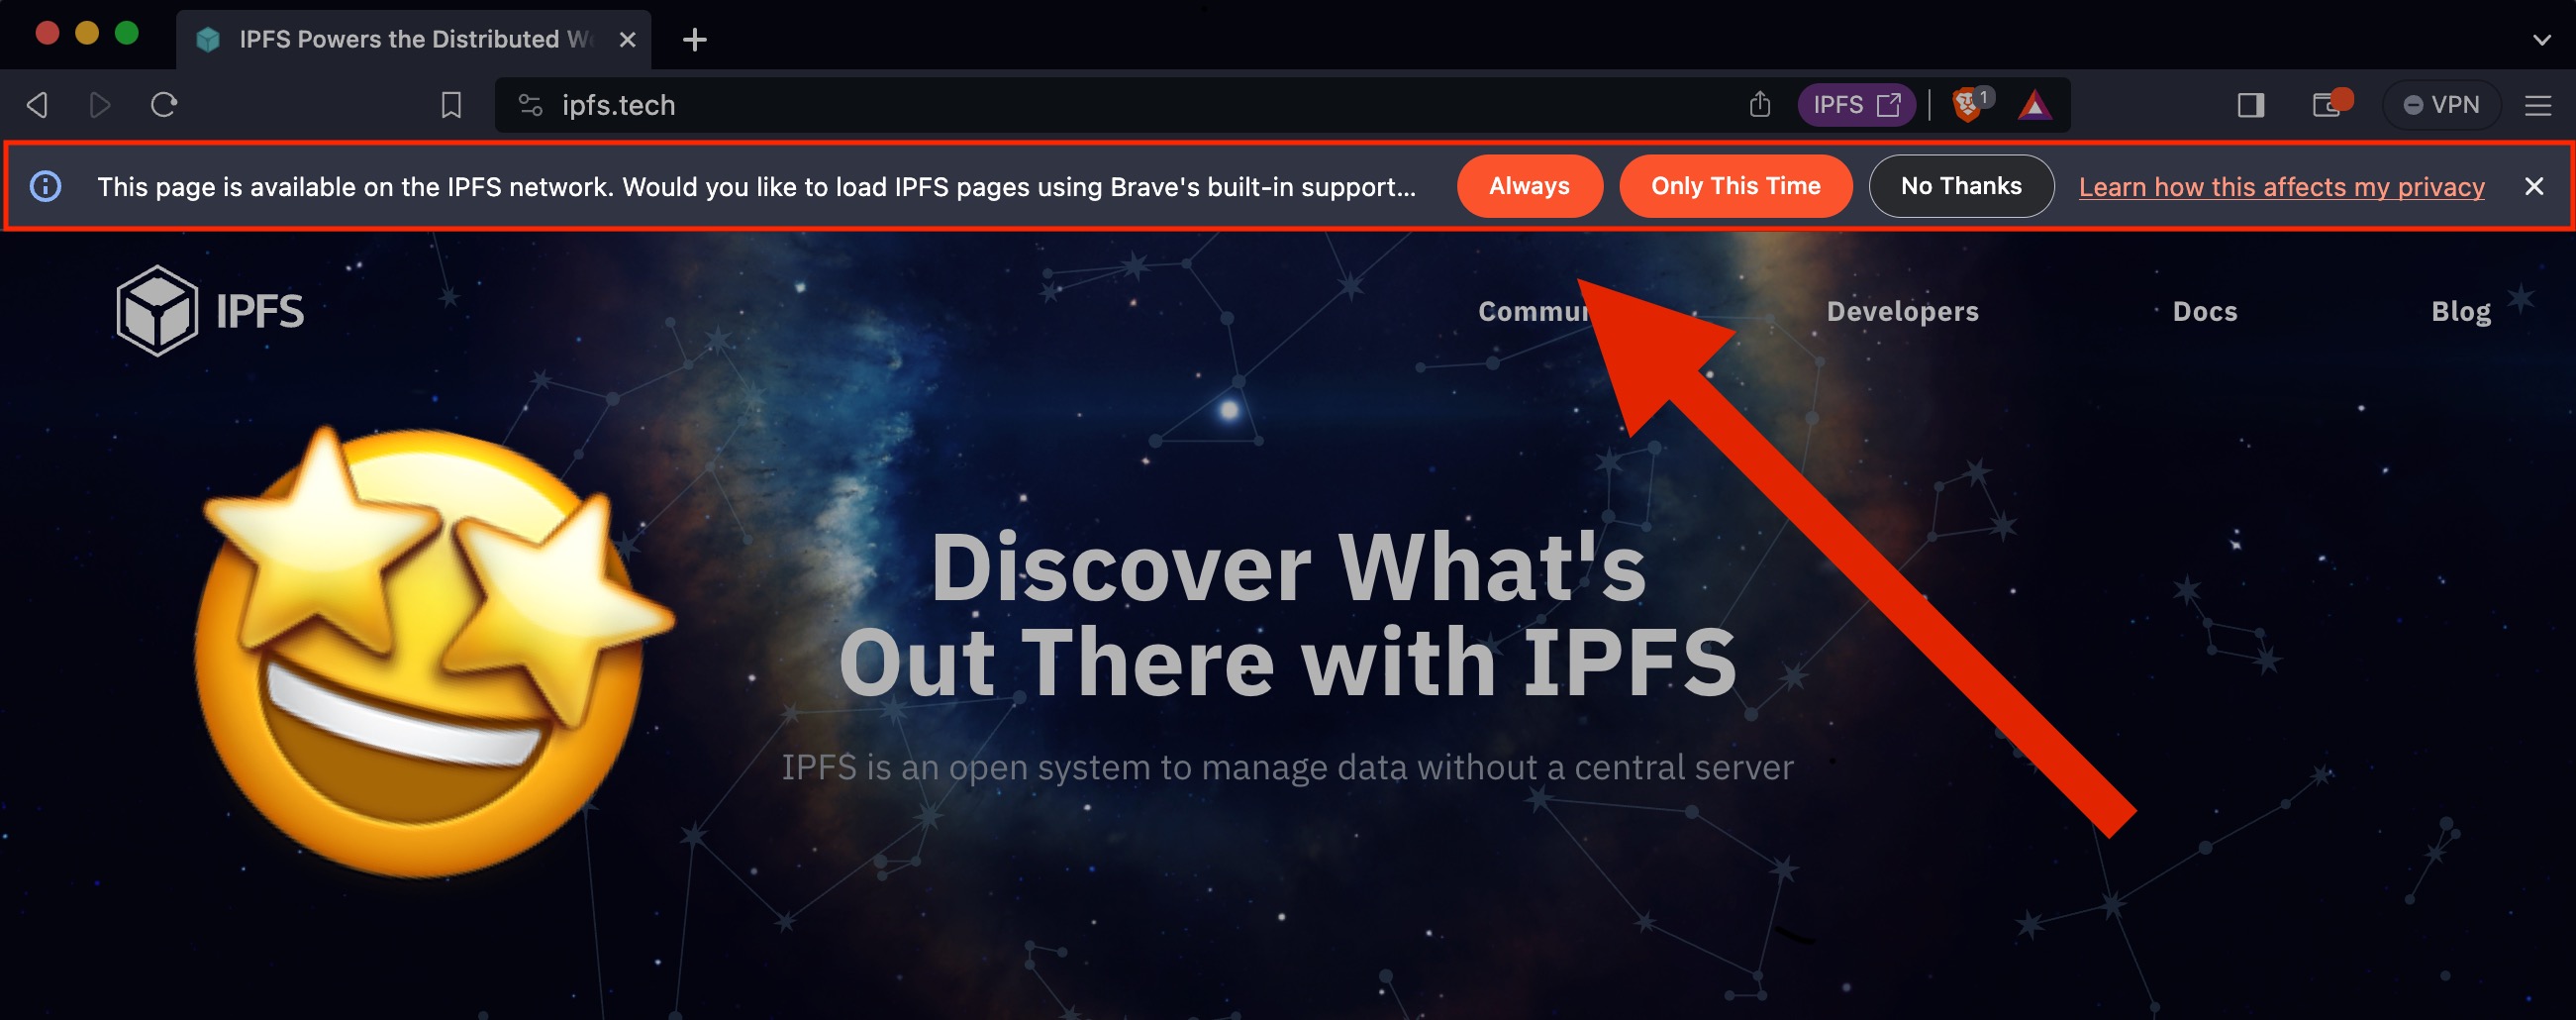 IPFS Powers the Distributed
ipfs.tech
IPFS
1
VPN
This page is available on the IPFS network. Would you like to load IPFS pages using Brave's built-in support...
Always
Only This Time
No Thanks
Learn how this affects my privacy
IPFS
Commun
Developers
Docs
Blog
Discover What's
Out There with IPFS
IPFS is an open system to manage data without a central server